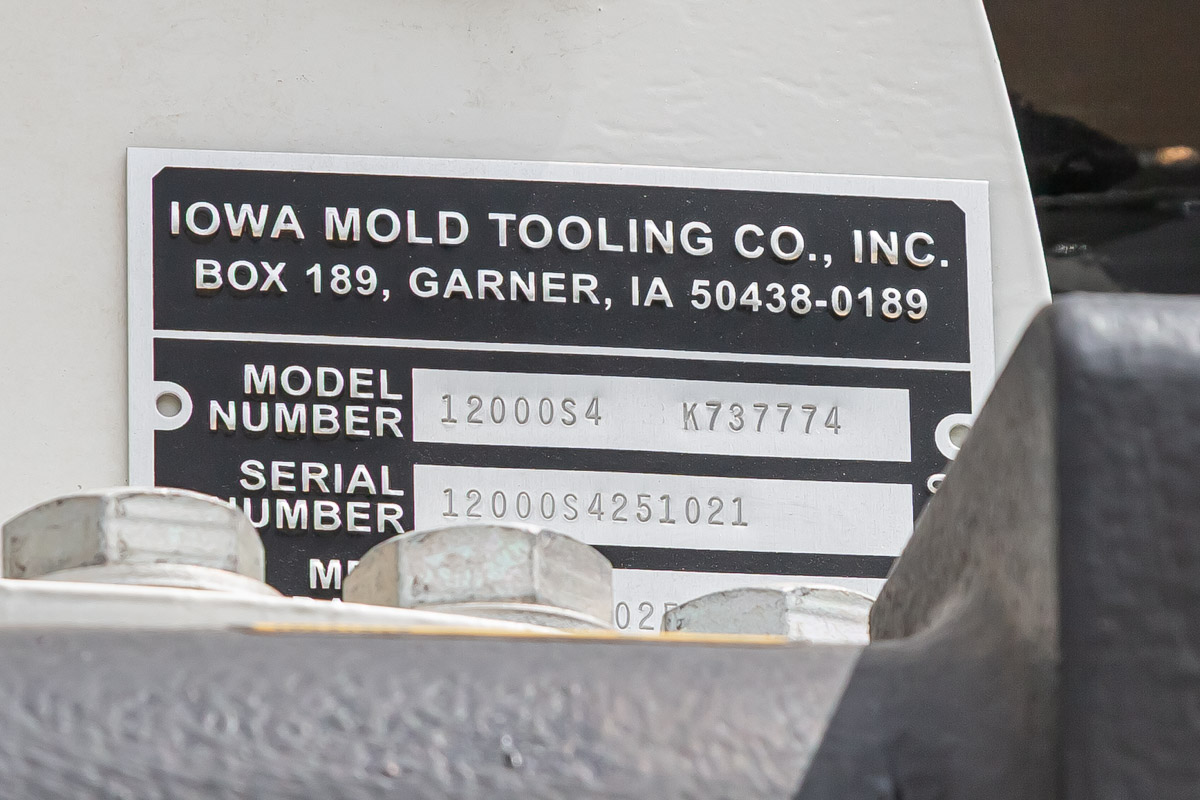 IOWA MOLD TOOLING CO., INC.
BOX 189, GARNER, IA 50438-0189
MODEL NUMBER 12000S4 K737774
SERIAL NUMBER 12000S4251021